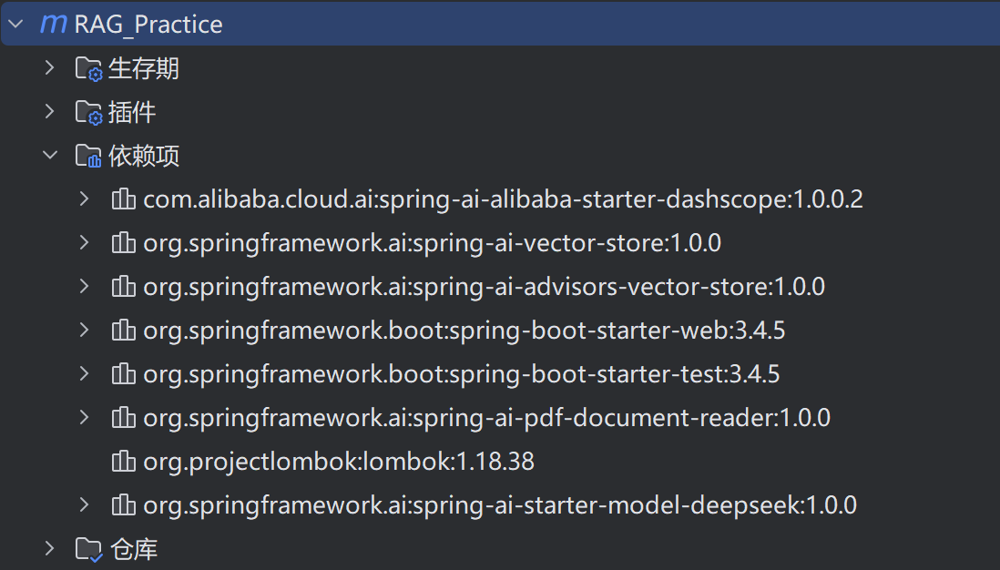 m RAG_Practice
生存期
插件
依赖项
com.alibaba.cloud.ai:spring-ai-alibaba-starter-dashscope:1.0.0.2
org.springframework.ai:spring-ai-vector-store:1.0.0
org.springframework.ai:spring-ai-advisors-vector-store:1.0.0
org.springframework.boot:spring-boot-starter-web:3.4.5
org.springframework.boot:spring-boot-starter-test:3.4.5
org.springframework.ai:spring-ai-pdf-document-reader:1.0.0
org.projectlombok:lombok:1.18.38
org.springframework.ai:spring-ai-starter-model-deepseek:1.0.0
仓库